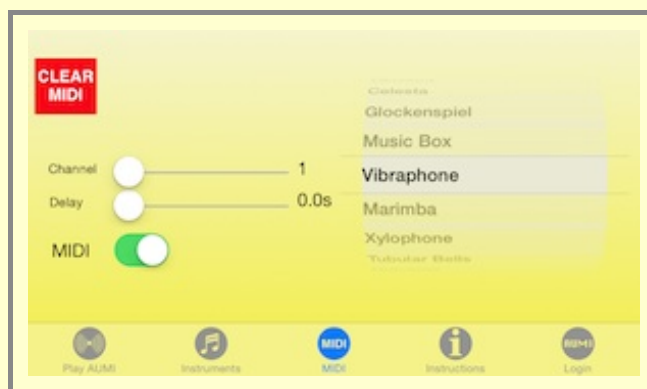 CLEAR
MIDI
Celesta
Glockenspiel
Music Box
Channel 1
Vibraphone
Delay 0.0s
Marimba
MIDI
Xylophone
Tubular Bells
MIDI
AUMI
Play AUMI
Instruments
MIDI
Instructions
Login